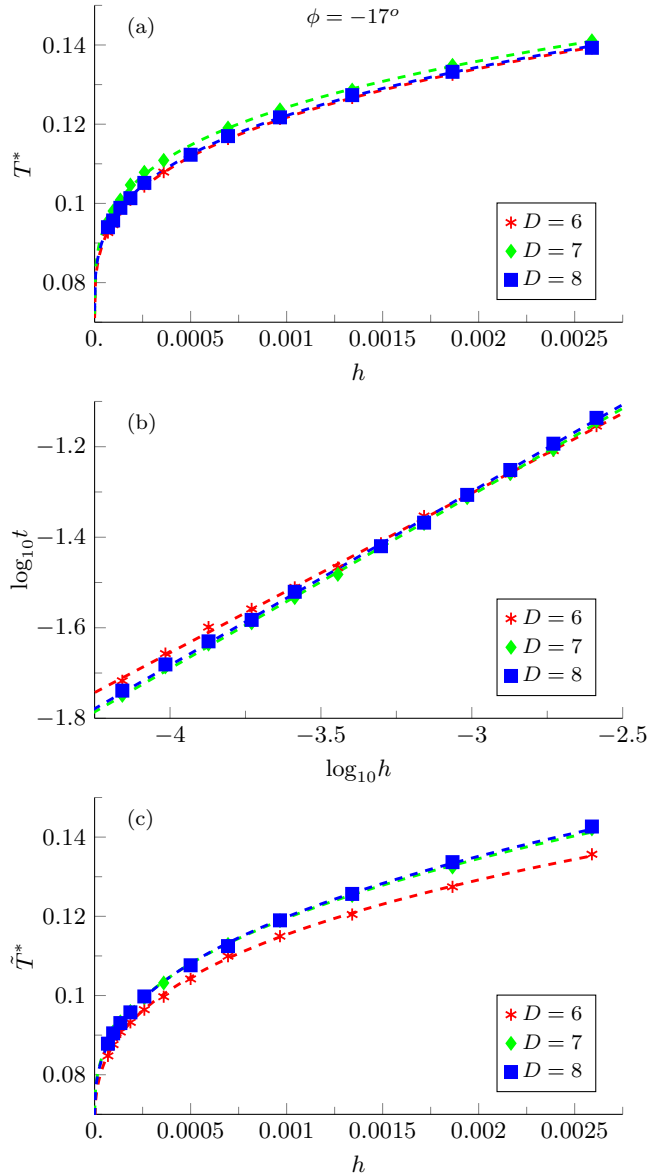 (a)
ϕ = −17°
T*
0.14
0.12
0.1
0.08
D = 6
D = 7
D = 8
0.
0.0005
0.001
0.0015
0.002
0.0025
h
(b)
log₁₀t
−1.2
−1.4
−1.6
−1.8
D = 6
D = 7
D = 8
−4
−3.5
−3
−2.5
log₁₀h
(c)
T̃*
0.14
0.12
0.1
0.08
D = 6
D = 7
D = 8
0.
0.0005
0.001
0.0015
0.002
0.0025
h